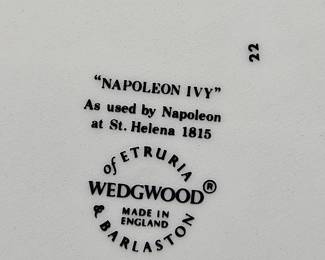 22
"NAPOLEON IVY"
As used by Napoleon
at St. Helena 1815
of ETRURIA
WEDGWOOD®
MADE IN
ENGLAND
& BARLASTON